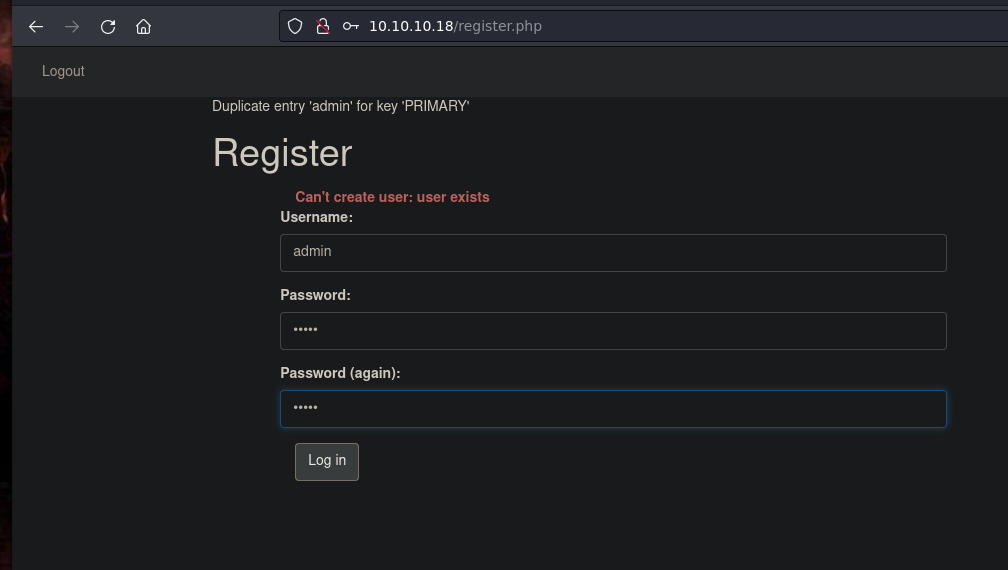 10.10.10.18/register.php
Logout
Duplicate entry 'admin' for key 'PRIMARY'
Register
Can't create user: user exists
Username:
admin
Password:
•••••
Password (again):
•••••
Log in